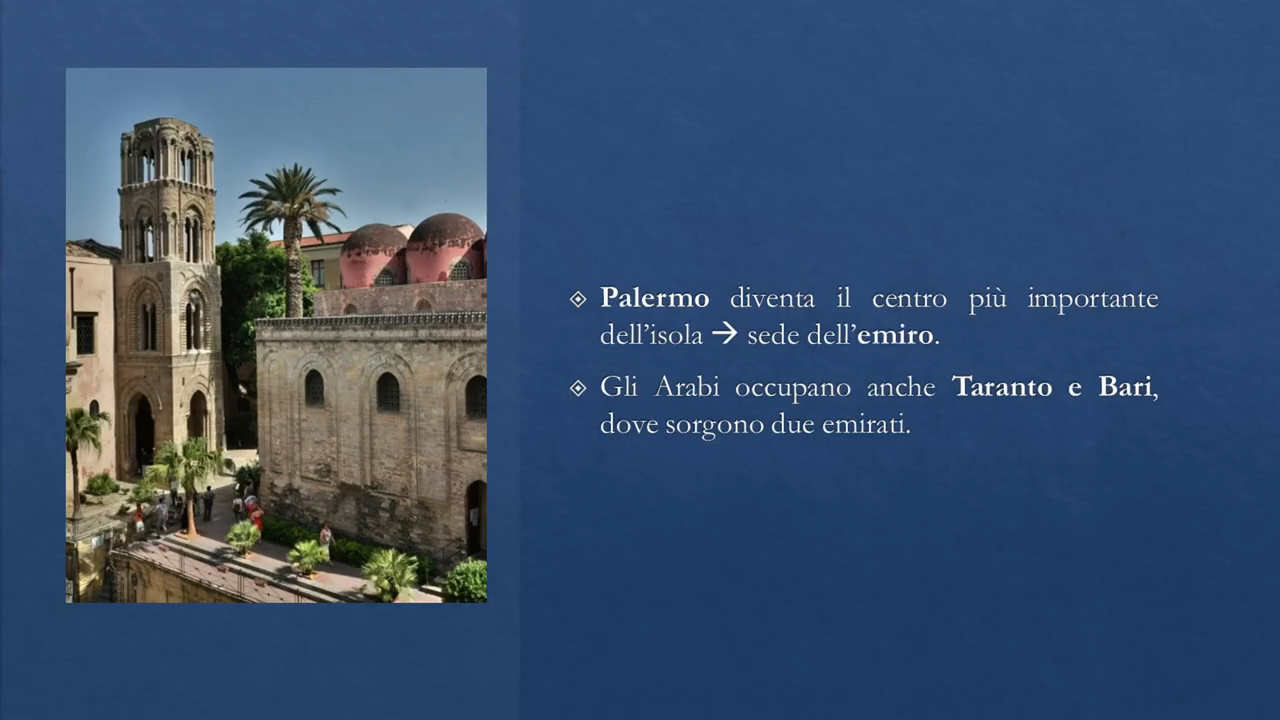 Palermo diventa il centro più importante
dell'isola → sede dell'emiro.
Gli Arabi occupano anche Taranto e Bari,
dove sorgono due emirati.